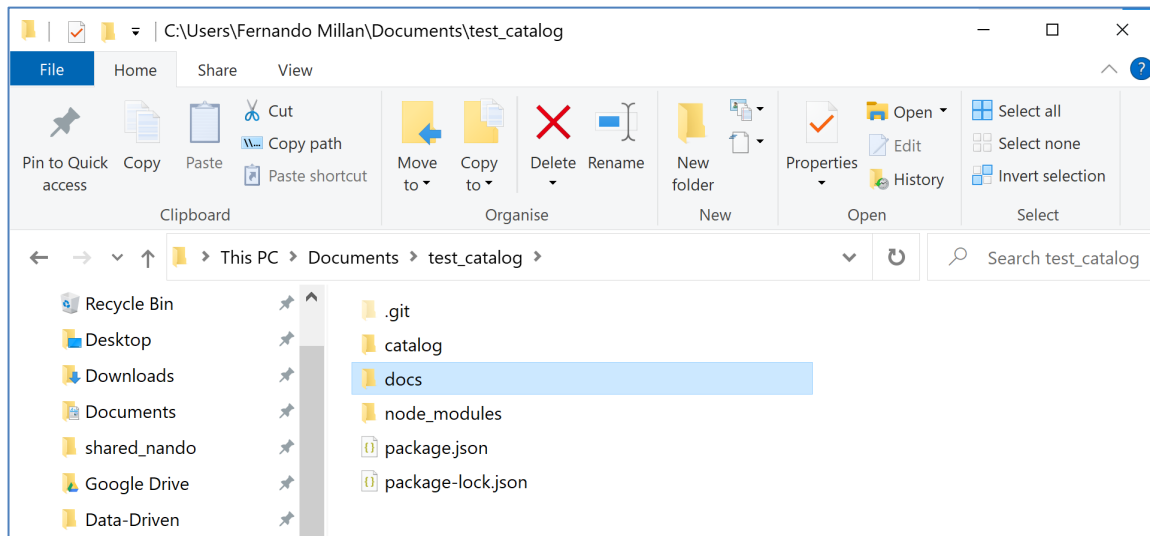 C:\Users\Fernando Millan\Documents\test_catalog
File Home Share View ?
Cut
Copy path
Paste shortcut
Pin to Quick access
Copy
Paste
Move to
Copy to
Delete
Rename
New folder
Properties
Open
Edit
History
Select all
Select none
Invert selection
Clipboard Organise New Open Select
This PC > Documents > test_catalog >
Search test_catalog
Recycle Bin
Desktop
Downloads
Documents
shared_nando
Google Drive
Data-Driven
.git
catalog
docs
node_modules
package.json
package-lock.json